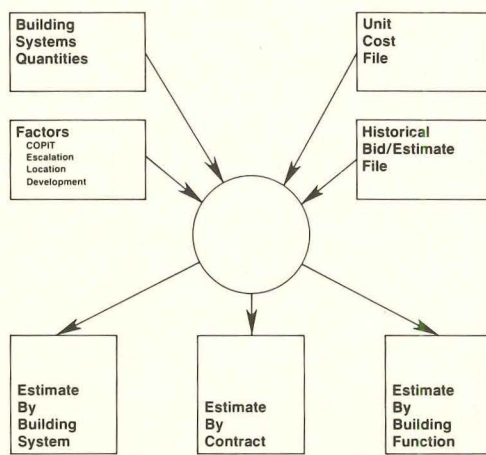 Building
Systems
Quantities
Unit
Cost
File
Factors
COPIT
Escalation
Location
Development
Historical
Bid/Estimate
File
Estimate
By
Building
System
Estimate
By
Contract
Estimate
By
Building
Function